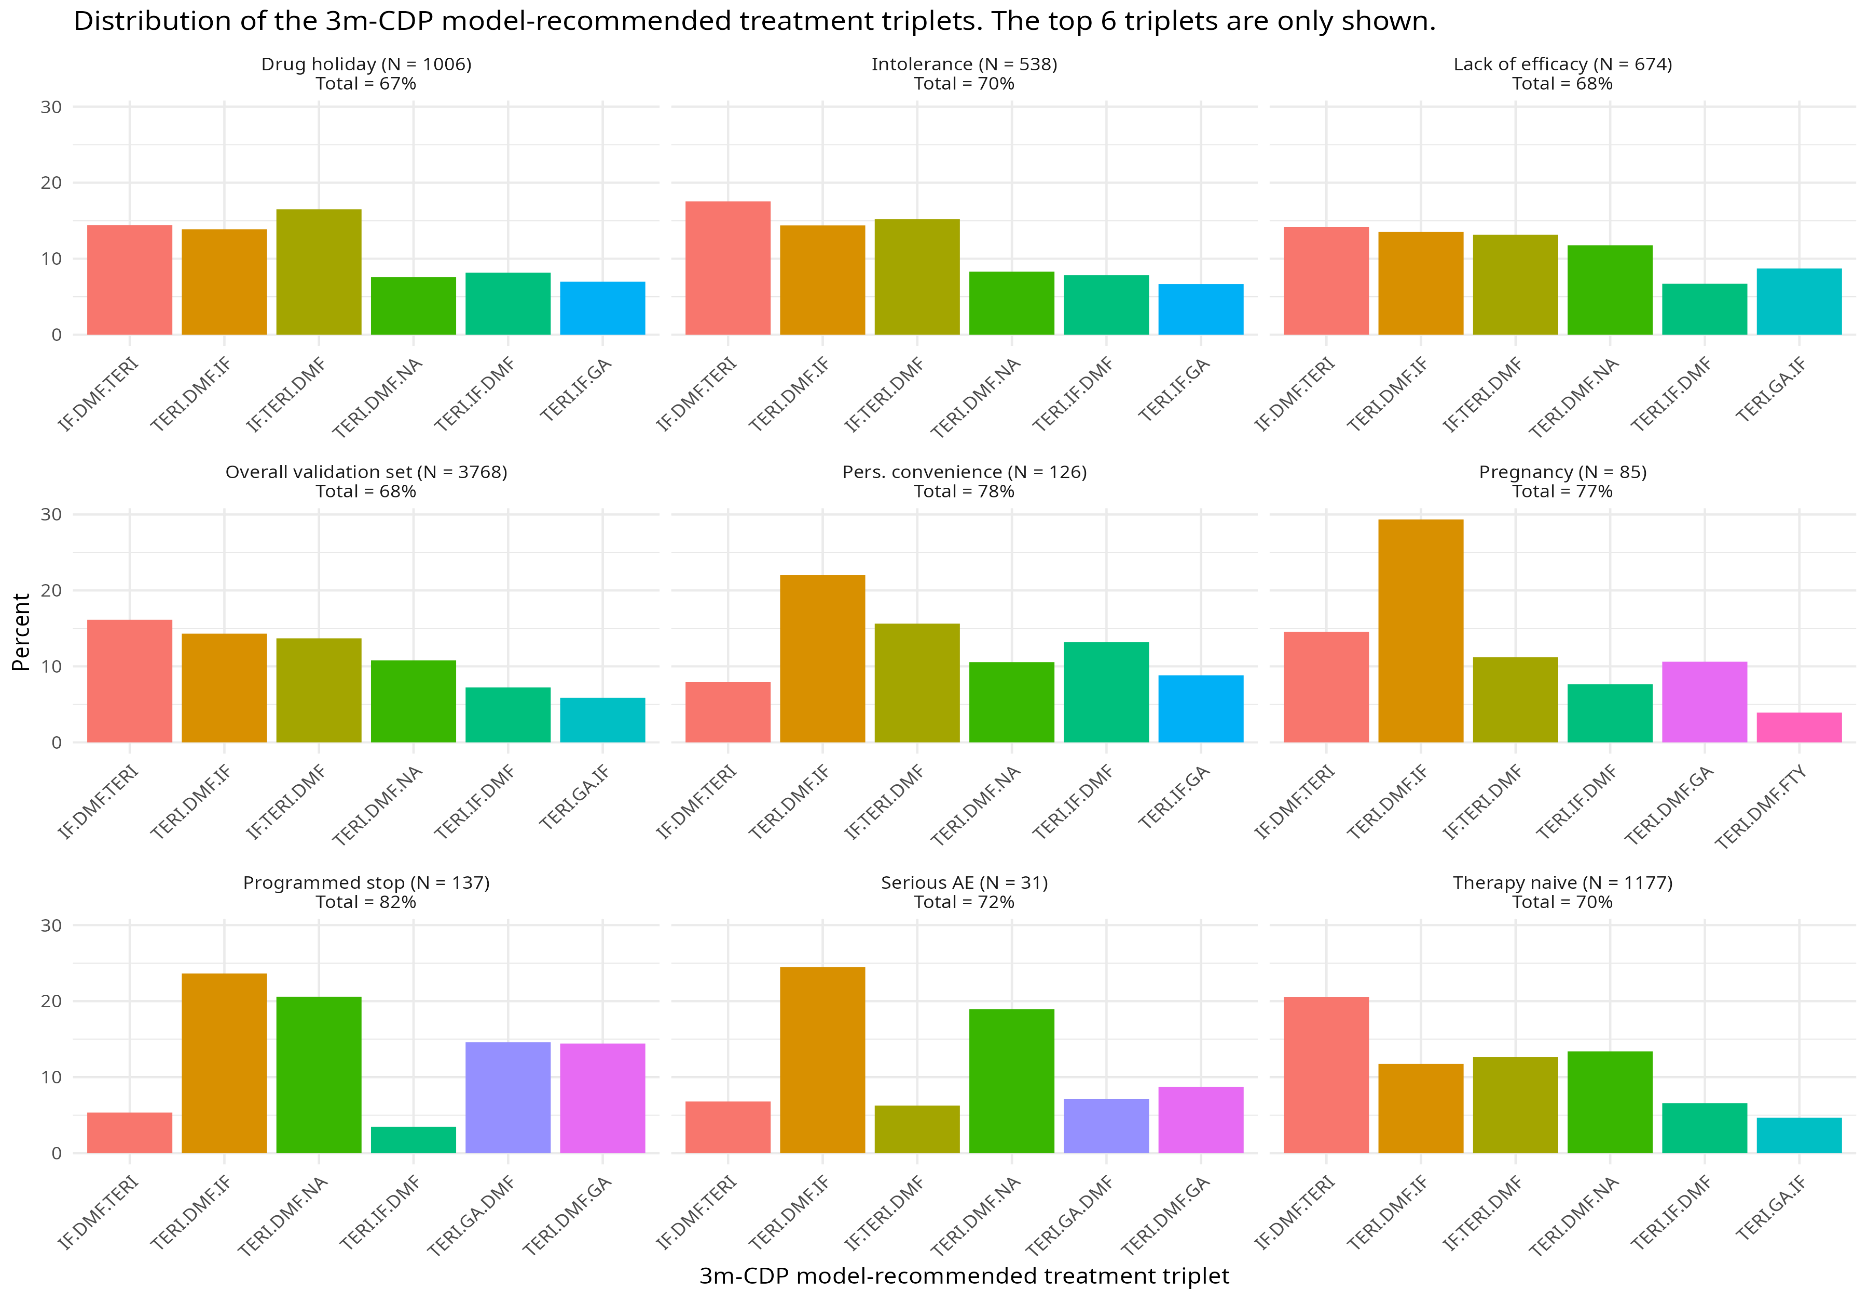 Distribution of the 3m-CDP model-recommended treatment triplets. The top 6 triplets are only shown.
Drug holiday (N = 1006)
Total = 67%
Intolerance (N = 538)
Total = 70%
Lack of efficacy (N = 674)
Total = 68%
30
20
10
0
IF.DMF.TERI
TERI.DMF.IF
IF.TERI.DMF
TERI.DMF.NA
TERI.IF.DMF
TERI.IF.GA
IF.DMF.TERI
TERI.DMF.IF
IF.TERI.DMF
TERI.DMF.NA
TERI.IF.DMF
TERI.IF.GA
IF.DMF.TERI
TERI.DMF.IF
IF.TERI.DMF
TERI.DMF.NA
TERI.IF.DMF
TERI.GA.IF
Overall validation set (N = 3768)
Total = 68%
Pers. convenience (N = 126)
Total = 78%
Pregnancy (N = 85)
Total = 77%
Percent
30
20
10
0
IF.DMF.TERI
TERI.DMF.IF
IF.TERI.DMF
TERI.DMF.NA
TERI.IF.DMF
TERI.GA.IF
IF.DMF.TERI
TERI.DMF.IF
IF.TERI.DMF
TERI.DMF.NA
TERI.IF.DMF
TERI.IF.GA
IF.DMF.TERI
TERI.DMF.IF
IF.TERI.DMF
TERI.IF.DMF
TERI.DMF.GA
TERI.DMF.FTY
Programmed stop (N = 137)
Total = 82%
Serious AE (N = 31)
Total = 72%
Therapy naive (N = 1177)
Total = 70%
30
20
10
0
IF.DMF.TERI
TERI.DMF.IF
TERI.DMF.NA
TERI.IF.DMF
TERI.GA.DMF
TERI.DMF.GA
IF.DMF.TERI
TERI.DMF.IF
IF.TERI.DMF
TERI.DMF.NA
TERI.GA.DMF
TERI.DMF.GA
IF.DMF.TERI
TERI.DMF.IF
IF.TERI.DMF
TERI.DMF.NA
TERI.IF.DMF
TERI.GA.IF
3m-CDP model-recommended treatment triplet